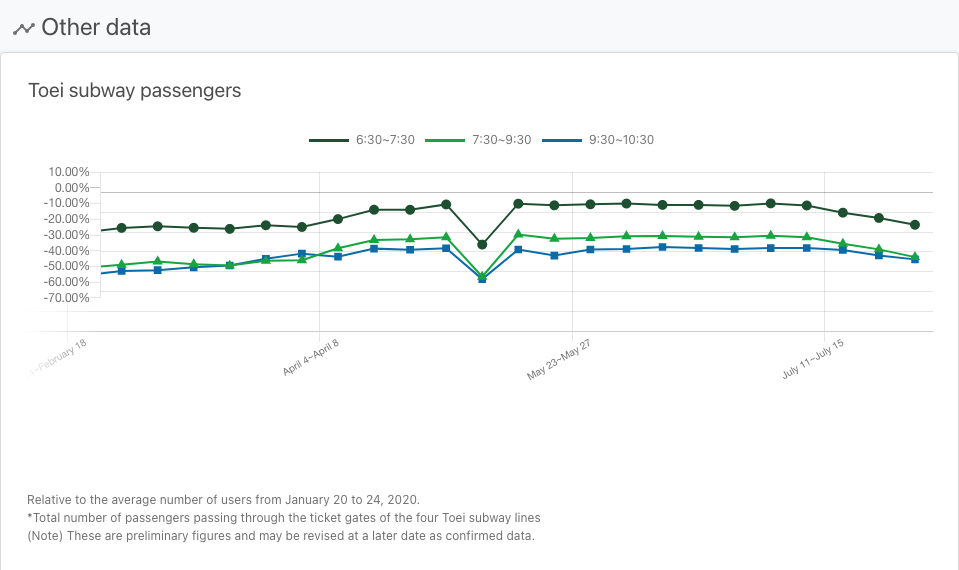 Other data
Toei subway passengers
6:30~7:30 7:30~9:30 9:30~10:30
10.00%
0.00%
-10.00%
-20.00%
-30.00%
-40.00%
-50.00%
-60.00%
-70.00%
February 18
April 4~April 8
May 23~May 27
July 11~July 15
Relative to the average number of users from January 20 to 24, 2020.
*Total number of passengers passing through the ticket gates of the four Toei subway lines
(Note) These are preliminary figures and may be revised at a later date as confirmed data.